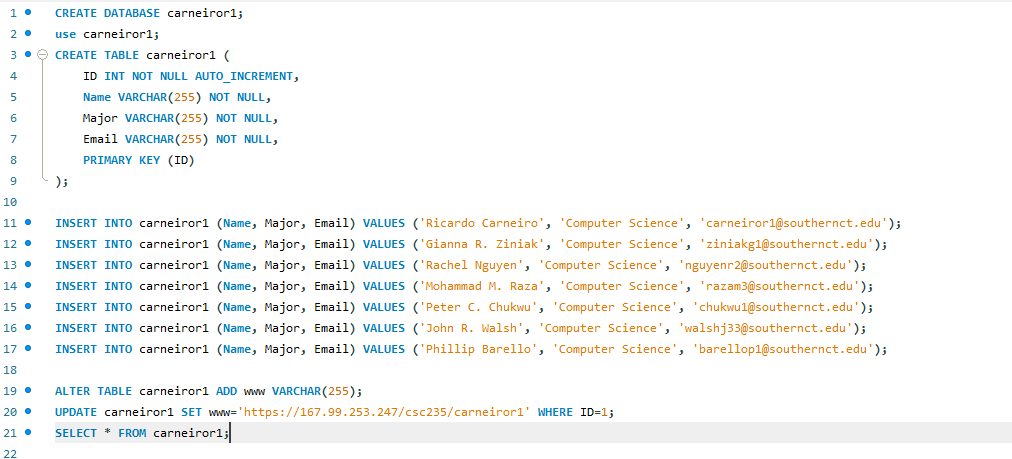 1 CREATE DATABASE carneiror1;
2 use carneiror1;
3 CREATE TABLE carneiror1 (
4 ID INT NOT NULL AUTO_INCREMENT,
5 Name VARCHAR(255) NOT NULL,
6 Major VARCHAR(255) NOT NULL,
7 Email VARCHAR(255) NOT NULL,
8 PRIMARY KEY (ID)
9 );
10
11 INSERT INTO carneiror1 (Name, Major, Email) VALUES ('Ricardo Carneiro', 'Computer Science', 'carneiror1@southernct.edu');
12 INSERT INTO carneiror1 (Name, Major, Email) VALUES ('Gianna R. Ziniak', 'Computer Science', 'ziniakg1@southernct.edu');
13 INSERT INTO carneiror1 (Name, Major, Email) VALUES ('Rachel Nguyen', 'Computer Science', 'nguyenr2@southernct.edu');
14 INSERT INTO carneiror1 (Name, Major, Email) VALUES ('Mohammad M. Raza', 'Computer Science', 'razam3@southernct.edu');
15 INSERT INTO carneiror1 (Name, Major, Email) VALUES ('Peter C. Chukwu', 'Computer Science', 'chukwu1@southernct.edu');
16 INSERT INTO carneiror1 (Name, Major, Email) VALUES ('John R. Walsh', 'Computer Science', 'walshj33@southernct.edu');
17 INSERT INTO carneiror1 (Name, Major, Email) VALUES ('Phillip Barello', 'Computer Science', 'barellop1@southernct.edu');
18
19 ALTER TABLE carneiror1 ADD www VARCHAR(255);
20 UPDATE carneiror1 SET www='https://167.99.253.247/csc235/carneiror1' WHERE ID=1;
21 SELECT * FROM carneiror1;
22